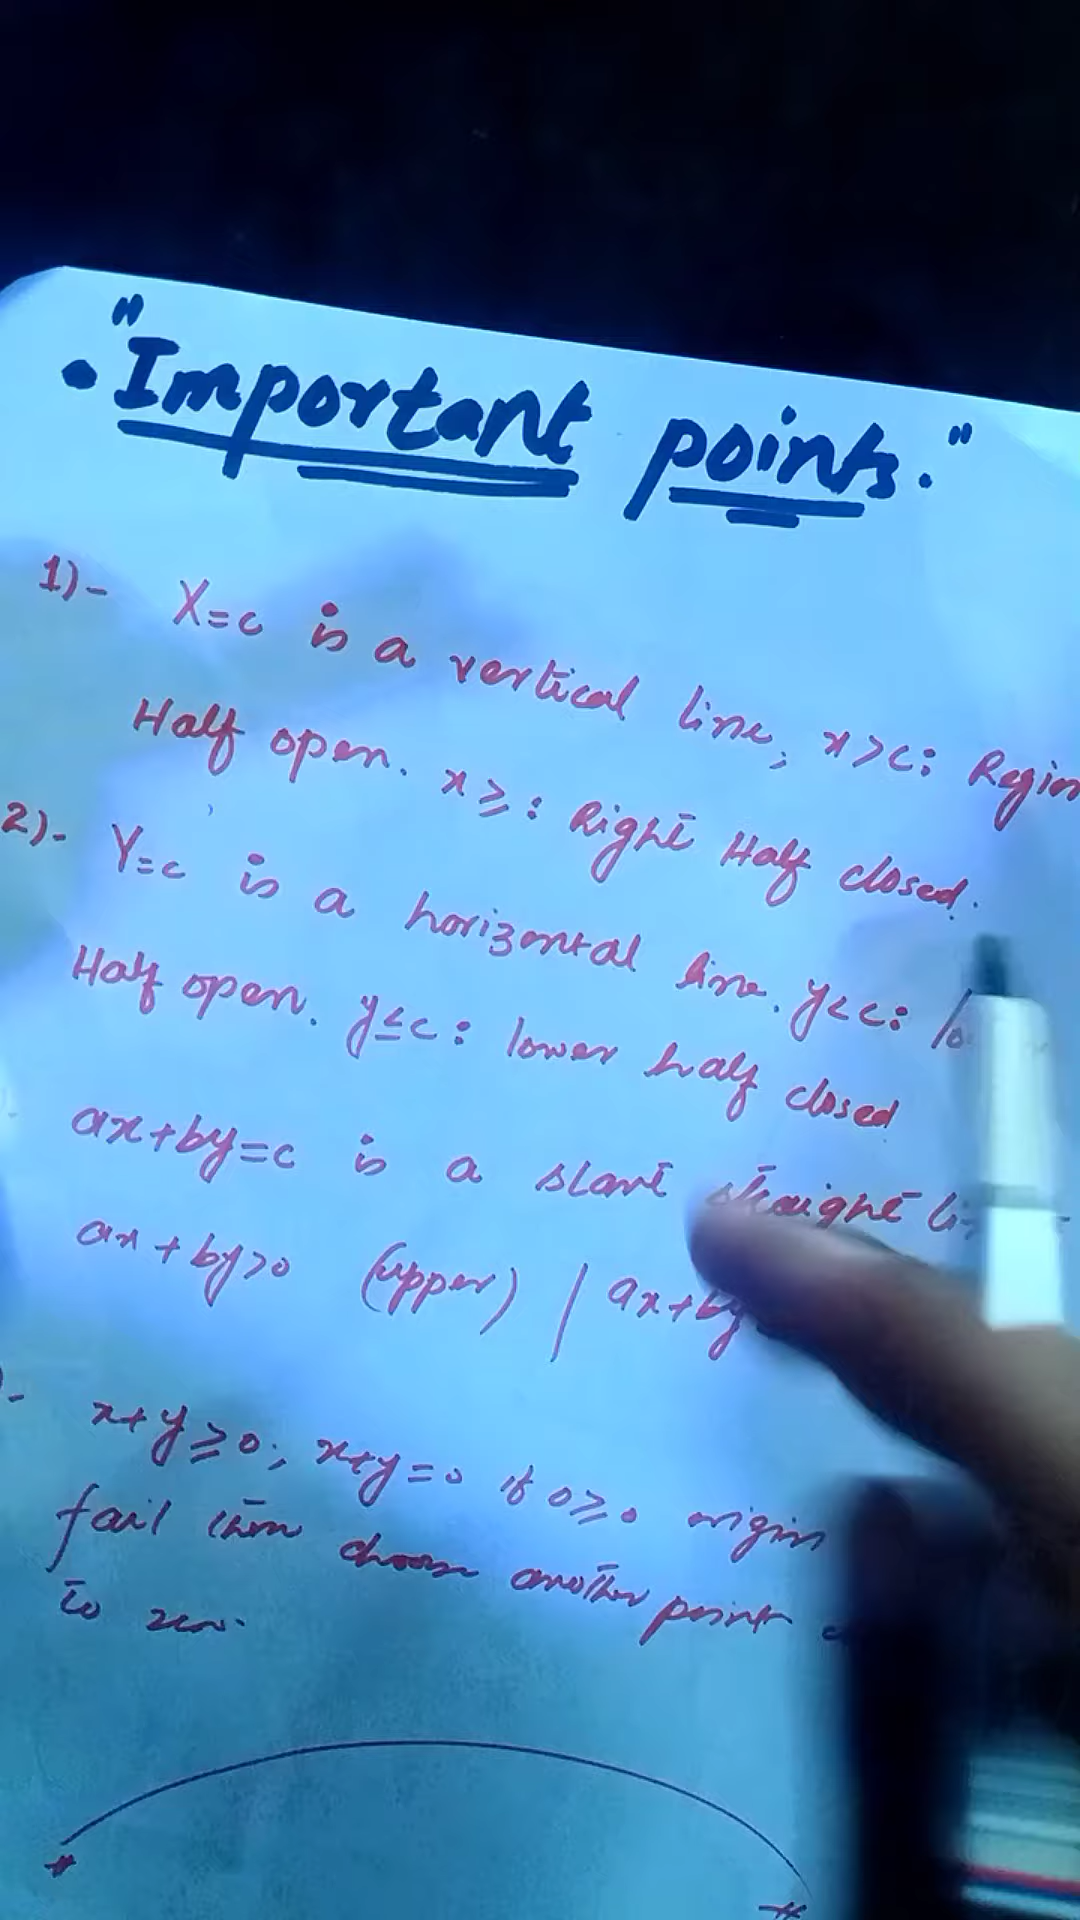 • "Important points."
1)- X=c is a vertical line, x>c: Region
Half open. x≥: Right Half closed.
2)- Y=c is a horizontal line. y<c:
Half open. y≤c: lower half closed
ax+by=c is a slant straight
ax+by>0 (upper) | ax+by
x+y≥0; x+y=0 if 0≥0 origin
fail then choose another point
to zero.